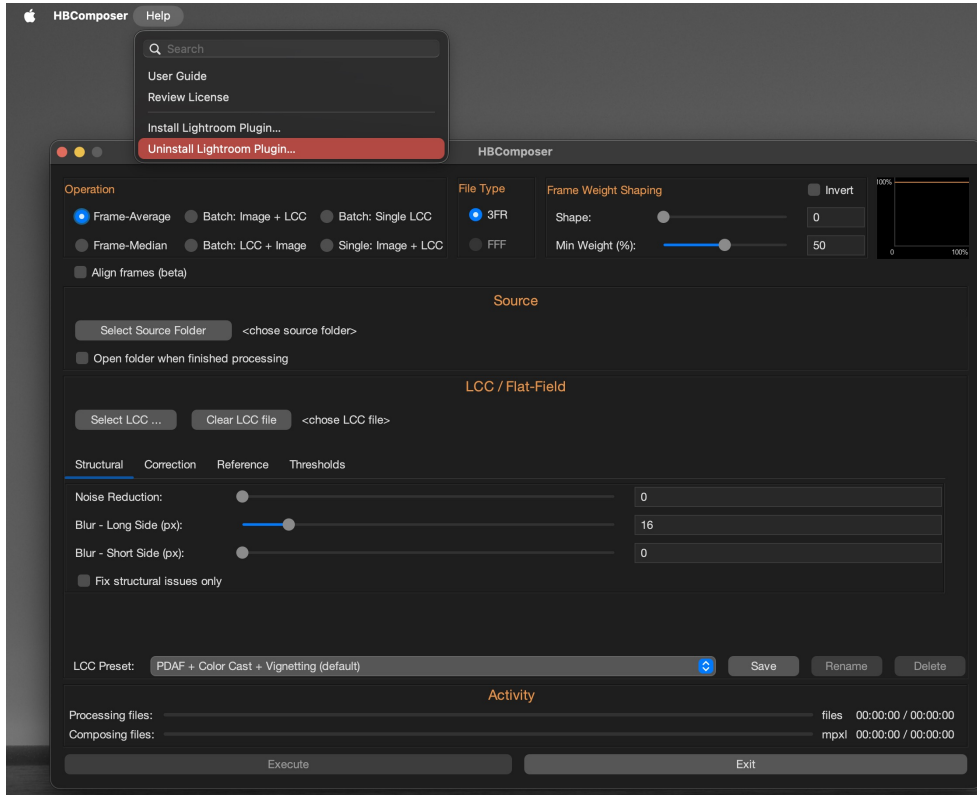 HBComposer Help
Search
User Guide
Review License
Install Lightroom Plugin...
Uninstall Lightroom Plugin...
HBComposer
Operation
Frame-Average Batch: Image + LCC Batch: Single LCC
Frame-Median Batch: LCC + Image Single: Image + LCC
Align frames (beta)
File Type
3FR
FFF
Frame Weight Shaping Invert
Shape: 0
Min Weight (%): 50
100%
0 100%
Source
Select Source Folder <chose source folder>
Open folder when finished processing
LCC / Flat-Field
Select LCC ... Clear LCC file <chose LCC file>
Structural Correction Reference Thresholds
Noise Reduction: 0
Blur - Long Side (px): 16
Blur - Short Side (px): 0
Fix structural issues only
LCC Preset: PDAF + Color Cast + Vignetting (default) Save Rename Delete
Activity
Processing files: files 00:00:00 / 00:00:00
Composing files: mpxl 00:00:00 / 00:00:00
Execute Exit